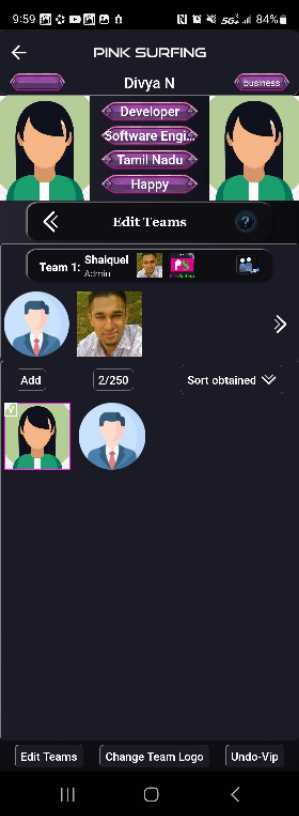 9:59 5G 84%
PINK SURFING
Divya N business
Developer
Software Engi...
Tamil Nadu
Happy
Edit Teams ?
Team 1: Shaiquel
Admin
Add 2/250 Sort obtained
Edit Teams Change Team Logo Undo-Vip